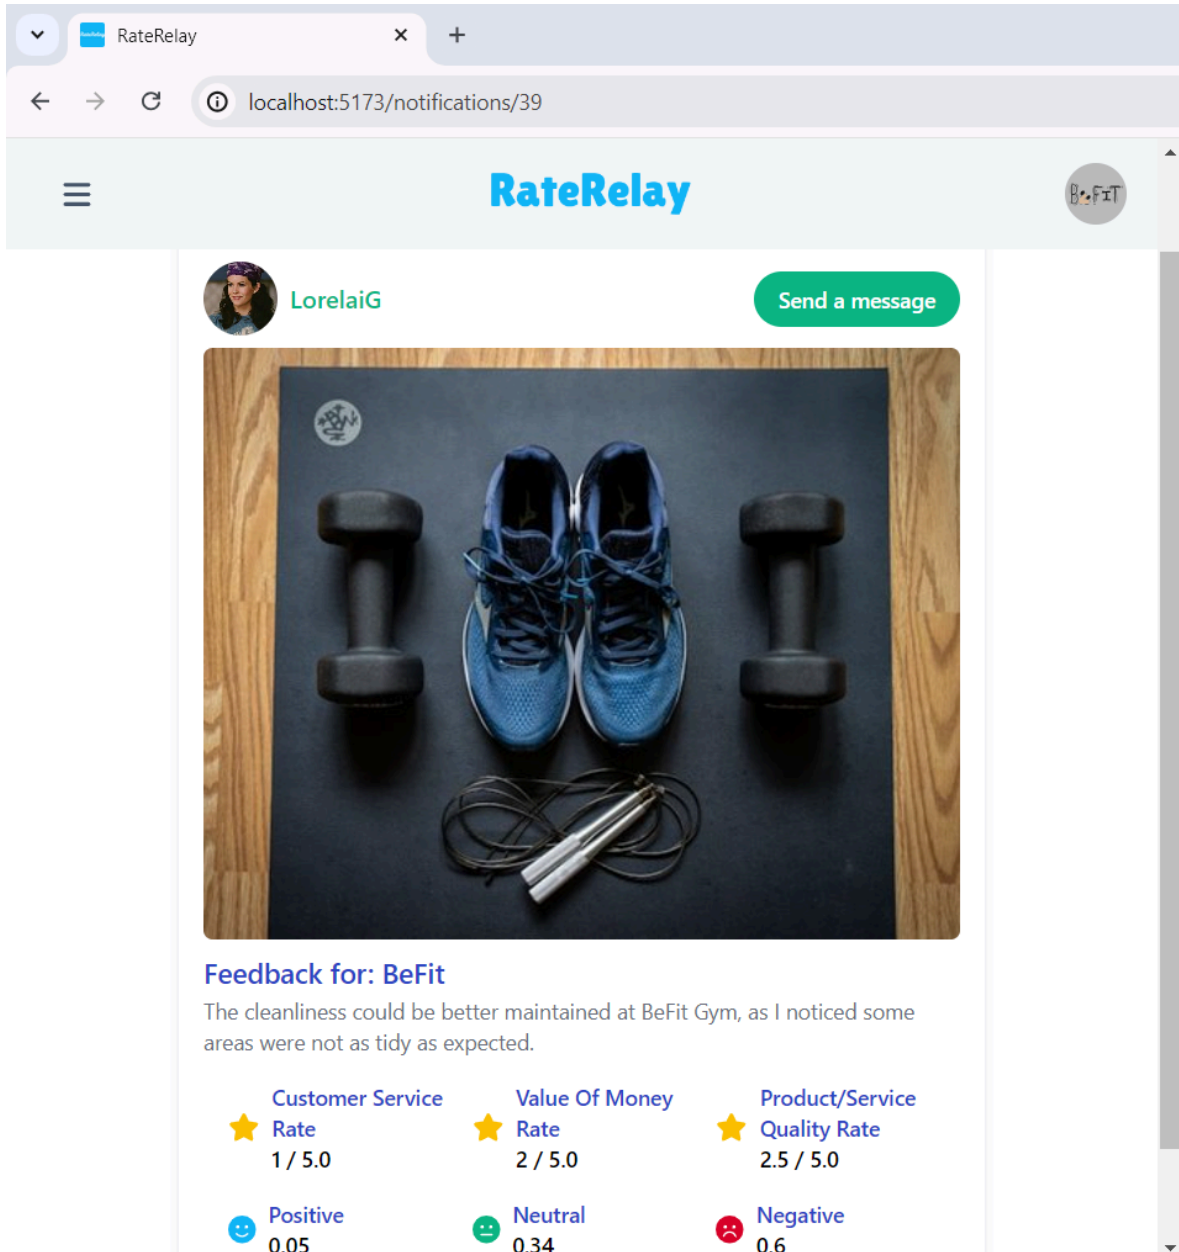 RateRelay
localhost:5173/notifications/39
RateRelay
BeFIT
LorelaiG
Send a message
Feedback for: BeFit
The cleanliness could be better maintained at BeFit Gym, as I noticed some
areas were not as tidy as expected.
Customer Service
Rate
1 / 5.0
Value Of Money
Rate
2 / 5.0
Product/Service
Quality Rate
2.5 / 5.0
Positive
0.05
Neutral
0.34
Negative
0.6